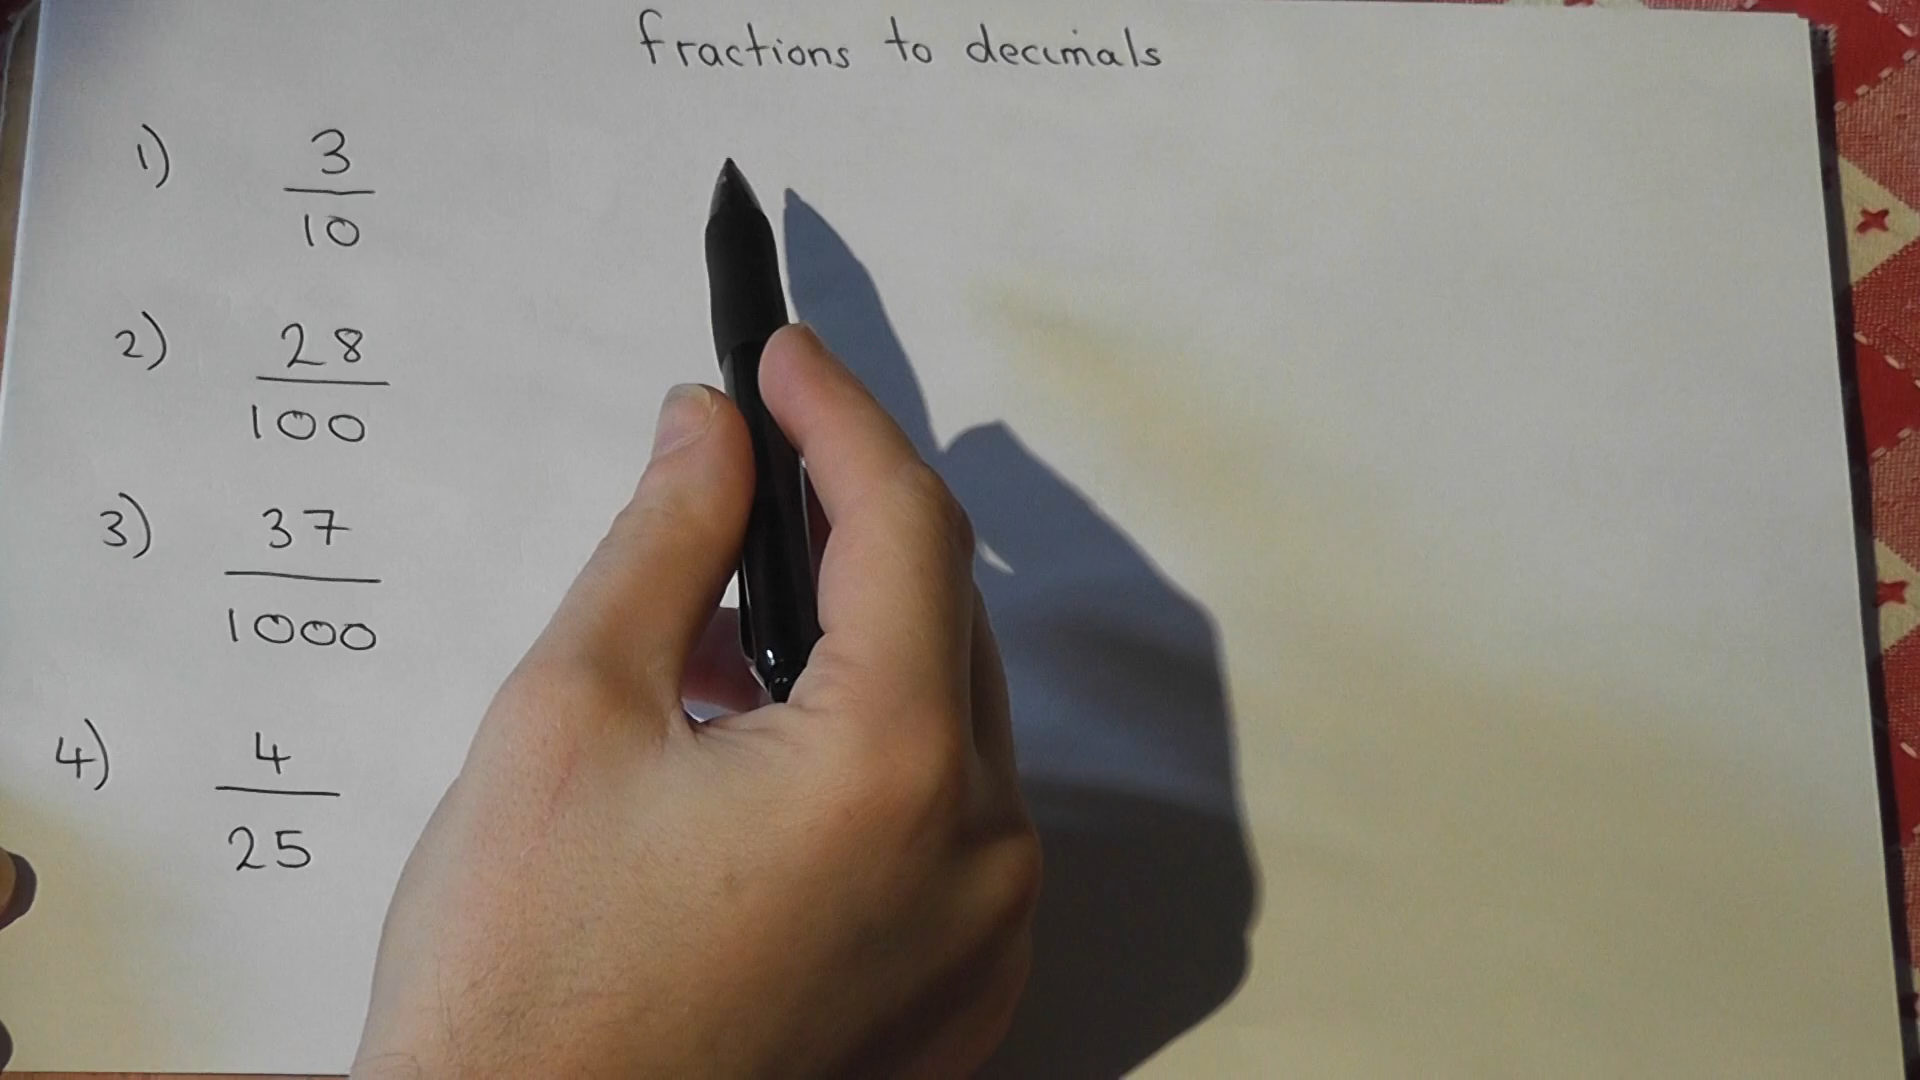 fractions to decimals
1) 3/10
2) 28/100
3) 37/1000
4) 4/25